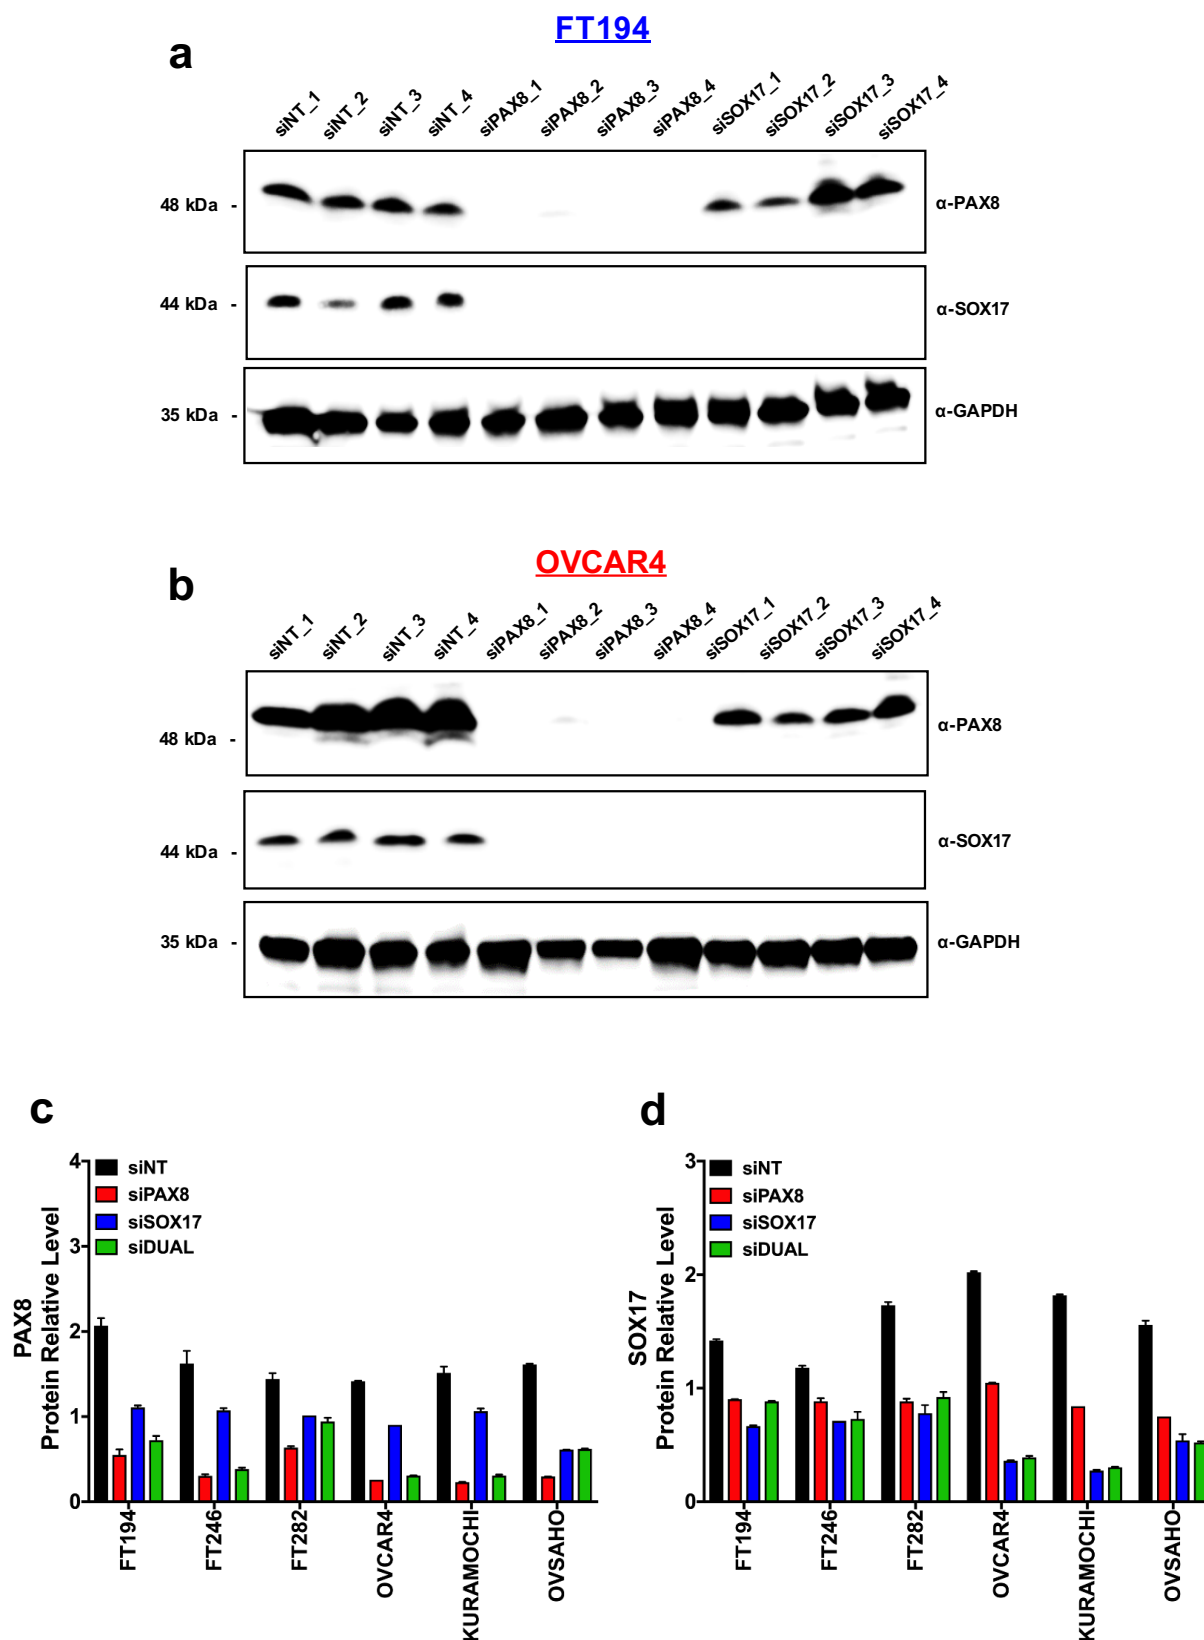 FT194
a
siNT_1 siNT_2 siNT_3 siNT_4 siPAX8_1 siPAX8_2 siPAX8_3 siPAX8_4 siSOX17_1 siSOX17_2 siSOX17_3 siSOX17_4
48 kDa - α-PAX8
44 kDa - α-SOX17
35 kDa - α-GAPDH
OVCAR4
b
siNT_1 siNT_2 siNT_3 siNT_4 siPAX8_1 siPAX8_2 siPAX8_3 siPAX8_4 siSOX17_1 siSOX17_2 siSOX17_3 siSOX17_4
48 kDa - α-PAX8
44 kDa - α-SOX17
35 kDa - α-GAPDH
c
PAX8
Protein Relative Level
4
3
2
1
0
siNT
siPAX8
siSOX17
siDUAL
FT194
FT246
FT282
OVCAR4
KURAMOCHI
OVSAHO
d
SOX17
Protein Relative Level
3
2
1
0
siNT
siPAX8
siSOX17
siDUAL
FT194
FT246
FT282
OVCAR4
KURAMOCHI
OVSAHO